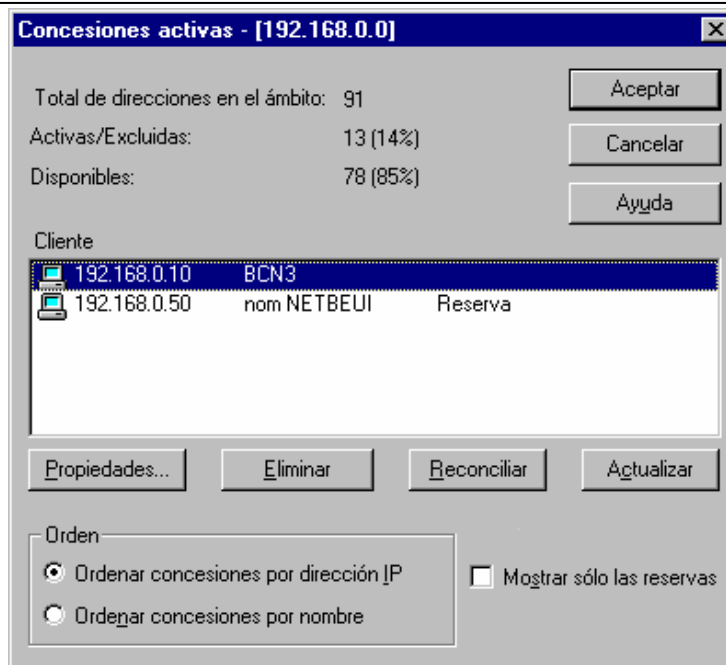 Concesiones activas - [192.168.0.0]
Total de direcciones en el ámbito: 91
Activas/Excluidas: 13 (14%)
Disponibles: 78 (85%)
Aceptar
Cancelar
Ayuda
Cliente
192.168.0.10 BCN3
192.168.0.50 nom NETBEUI Reserva
Propiedades... Eliminar Reconciliar Actualizar
Orden
Ordenar concesiones por dirección IP
Ordenar concesiones por nombre
Mostrar sólo las reservas